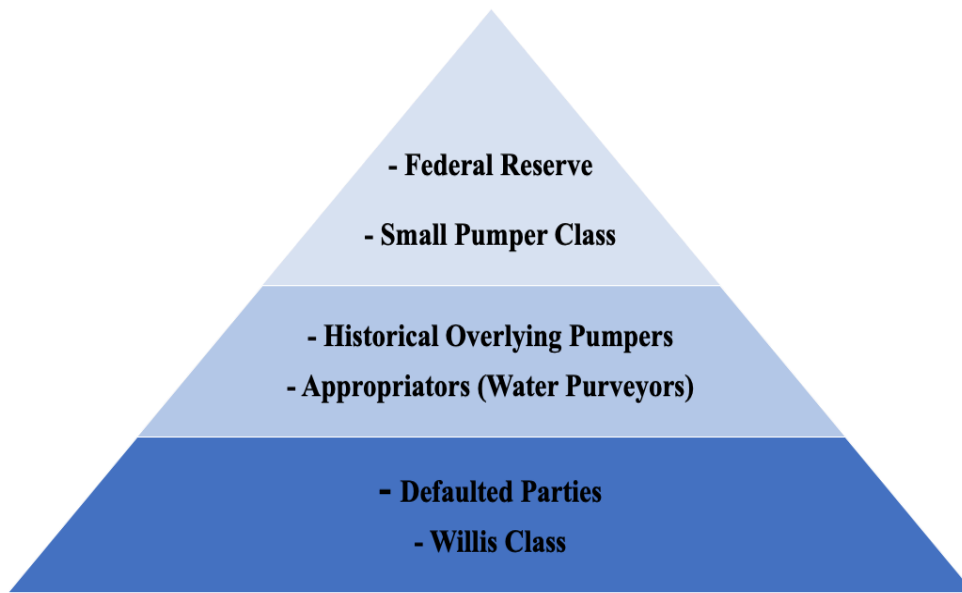 - Federal Reserve
- Small Pumper Class
- Historical Overlying Pumpers
- Appropriators (Water Purveyors)
- Defaulted Parties
- Willis Class